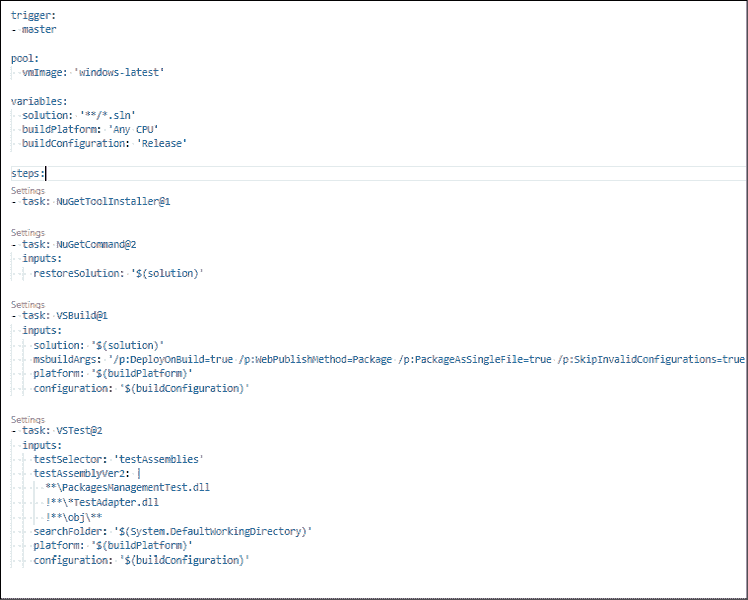 trigger:
- master
pool:
  vmImage: 'windows-latest'
variables:
  solution: '**/*.sln'
  buildPlatform: 'Any CPU'
  buildConfiguration: 'Release'
steps:
Settings
- task: NuGetToolInstaller@1
Settings
- task: NuGetCommand@2
  inputs:
    restoreSolution: '$(solution)'
Settings
- task: VSBuild@1
  inputs:
    solution: '$(solution)'
    msbuildArgs: '/p:DeployOnBuild=true /p:WebPublishMethod=Package /p:PackageAsSingleFile=true /p:SkipInvalidConfigurations=true
    platform: '$(buildPlatform)'
    configuration: '$(buildConfiguration)'
Settings
- task: VSTest@2
  inputs:
    testSelector: 'testAssemblies'
    testAssemblyVer2: |
      **\PackagesManagementTest.dll
      !**\*TestAdapter.dll
      !**\obj\**
    searchFolder: '$(System.DefaultWorkingDirectory)'
    platform: '$(buildPlatform)'
    configuration: '$(buildConfiguration)'